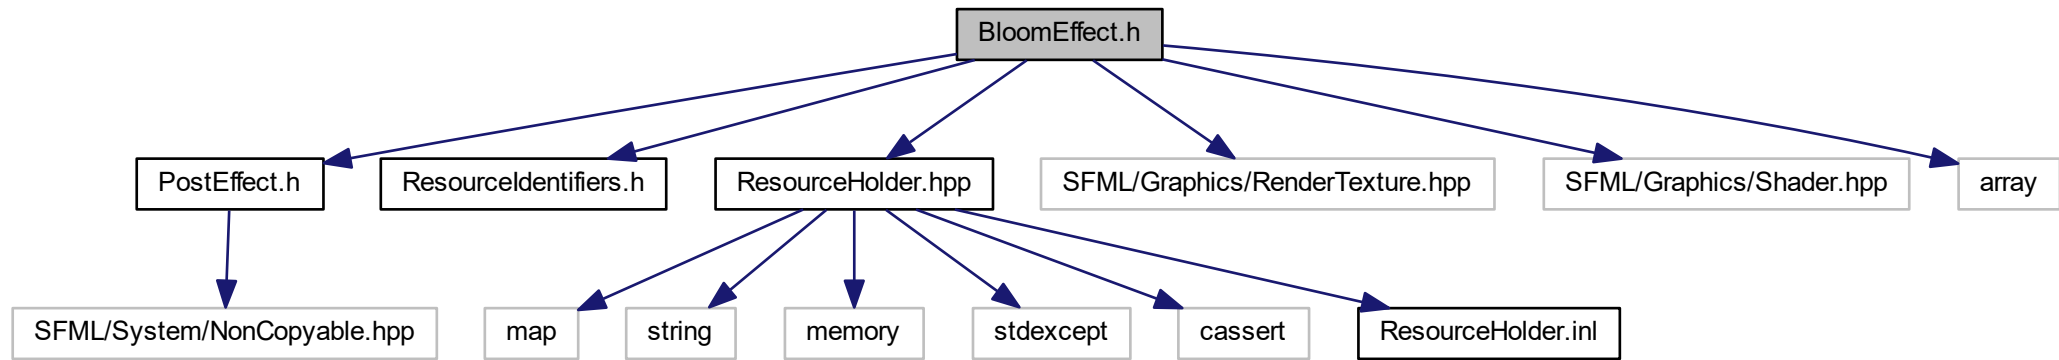 BloomEffect.h
PostEffect.h
ResourceIdentifiers.h
ResourceHolder.hpp
SFML/Graphics/RenderTexture.hpp
SFML/Graphics/Shader.hpp
array
SFML/System/NonCopyable.hpp
map
string
memory
stdexcept
cassert
ResourceHolder.inl